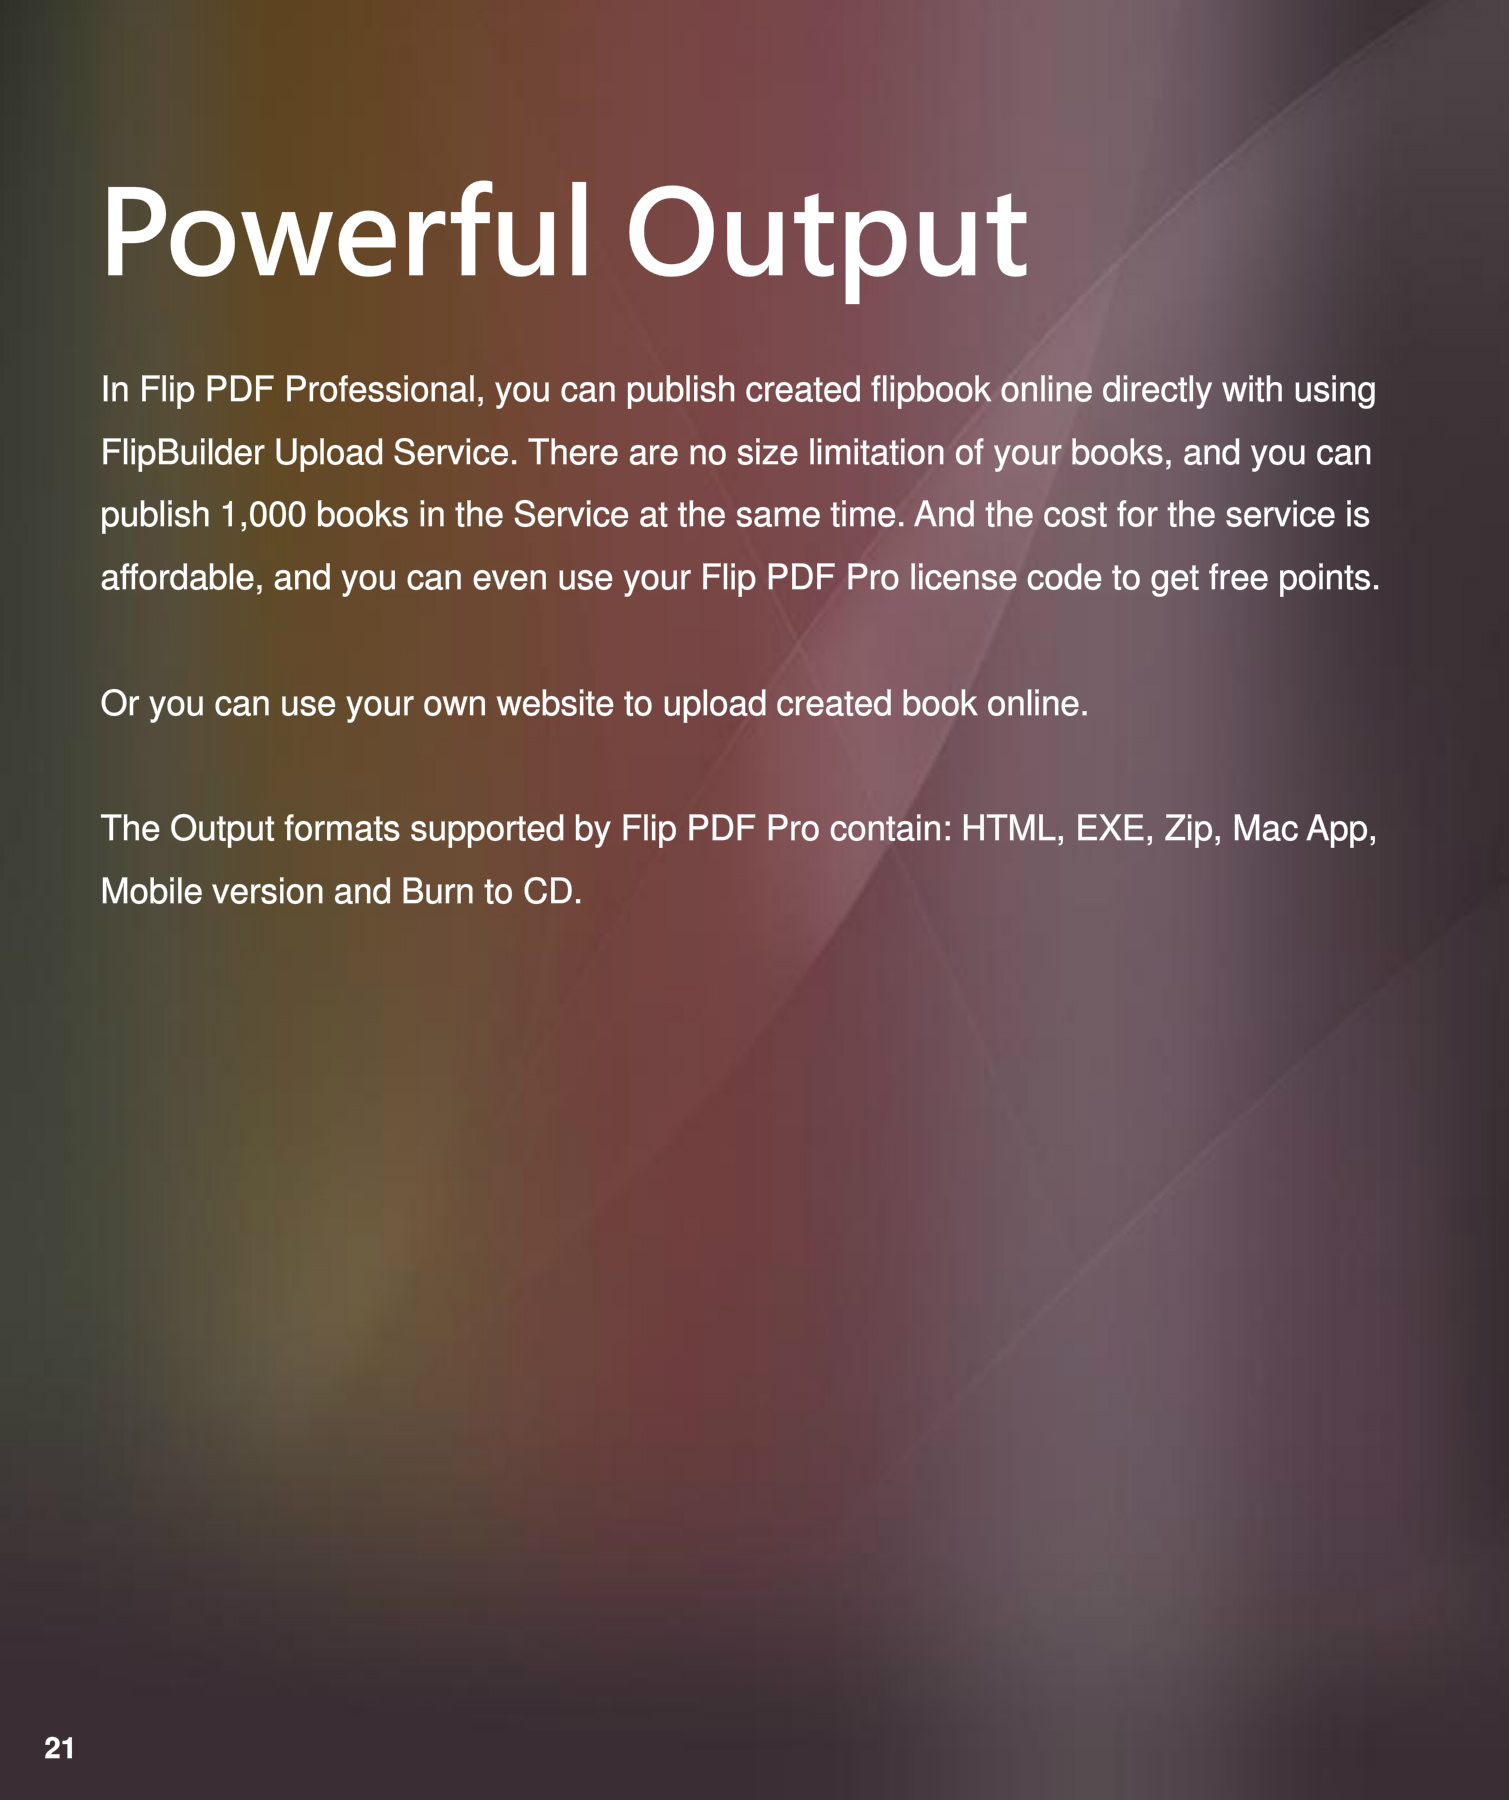 Powerful Output
In Flip PDF Professional, you can publish created flipbook online directly with using
FlipBuilder Upload Service. There are no size limitation of your books, and you can
publish 1,000 books in the Service at the same time. And the cost for the service is
affordable, and you can even use your Flip PDF Pro license code to get free points.
Or you can use your own website to upload created book online.
The Output formats supported by Flip PDF Pro contain: HTML, EXE, Zip, Mac App,
Mobile version and Burn to CD.
21